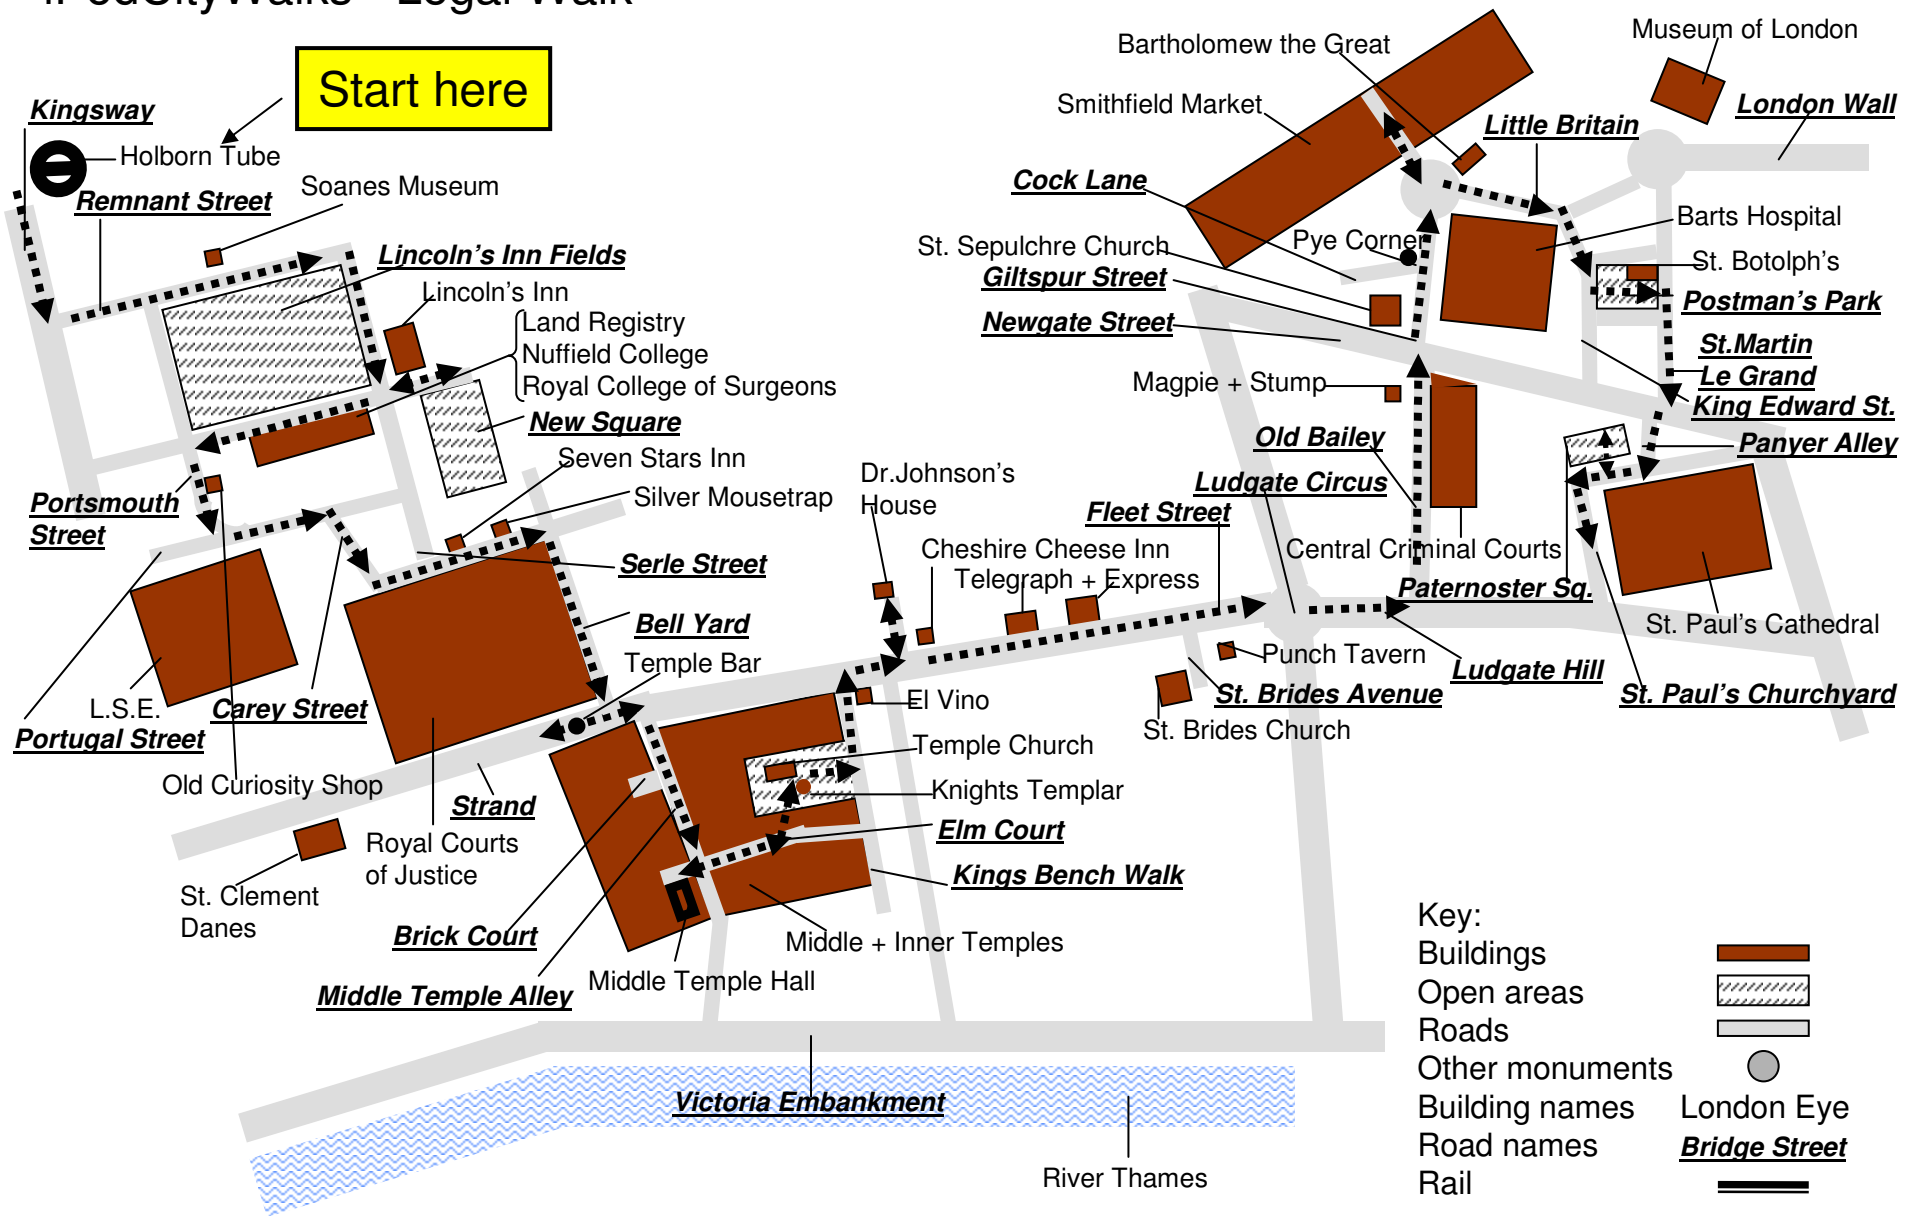 Legal Walk
Start here
Kingsway
Holborn Tube
Remnant Street
Soanes Museum
Lincoln's Inn Fields
Lincoln's Inn
Land Registry
Nuffield College
Royal College of Surgeons
New Square
Seven Stars Inn
Silver Mousetrap
Portsmouth
Street
Serle Street
Bell Yard
Temple Bar
L.S.E.
Portugal Street
Carey Street
Old Curiosity Shop
Strand
Royal Courts
of Justice
St. Clement
Danes
Brick Court
Middle Temple Alley
Middle Temple Hall
Middle + Inner Temples
Kings Bench Walk
Elm Court
Knights Templar
Temple Church
El Vino
Dr.Johnson's
House
Cheshire Cheese Inn
Telegraph + Express
Fleet Street
Ludgate Circus
Old Bailey
Magpie + Stump
Central Criminal Courts
Punch Tavern
St. Brides Avenue
St. Brides Church
Ludgate Hill
Paternoster Sq.
St. Paul's Cathedral
St. Paul's Churchyard
Bartholomew the Great
Smithfield Market
Cock Lane
St. Sepulchre Church
Pye Corner
Giltspur Street
Newgate Street
Museum of London
London Wall
Little Britain
Barts Hospital
St. Botolph's
Postman's Park
St.Martin
Le Grand
King Edward St.
Panyer Alley
Victoria Embankment
River Thames
Key:
Buildings
Open areas
Roads
Other monuments
Building names London Eye
Road names Bridge Street
Rail